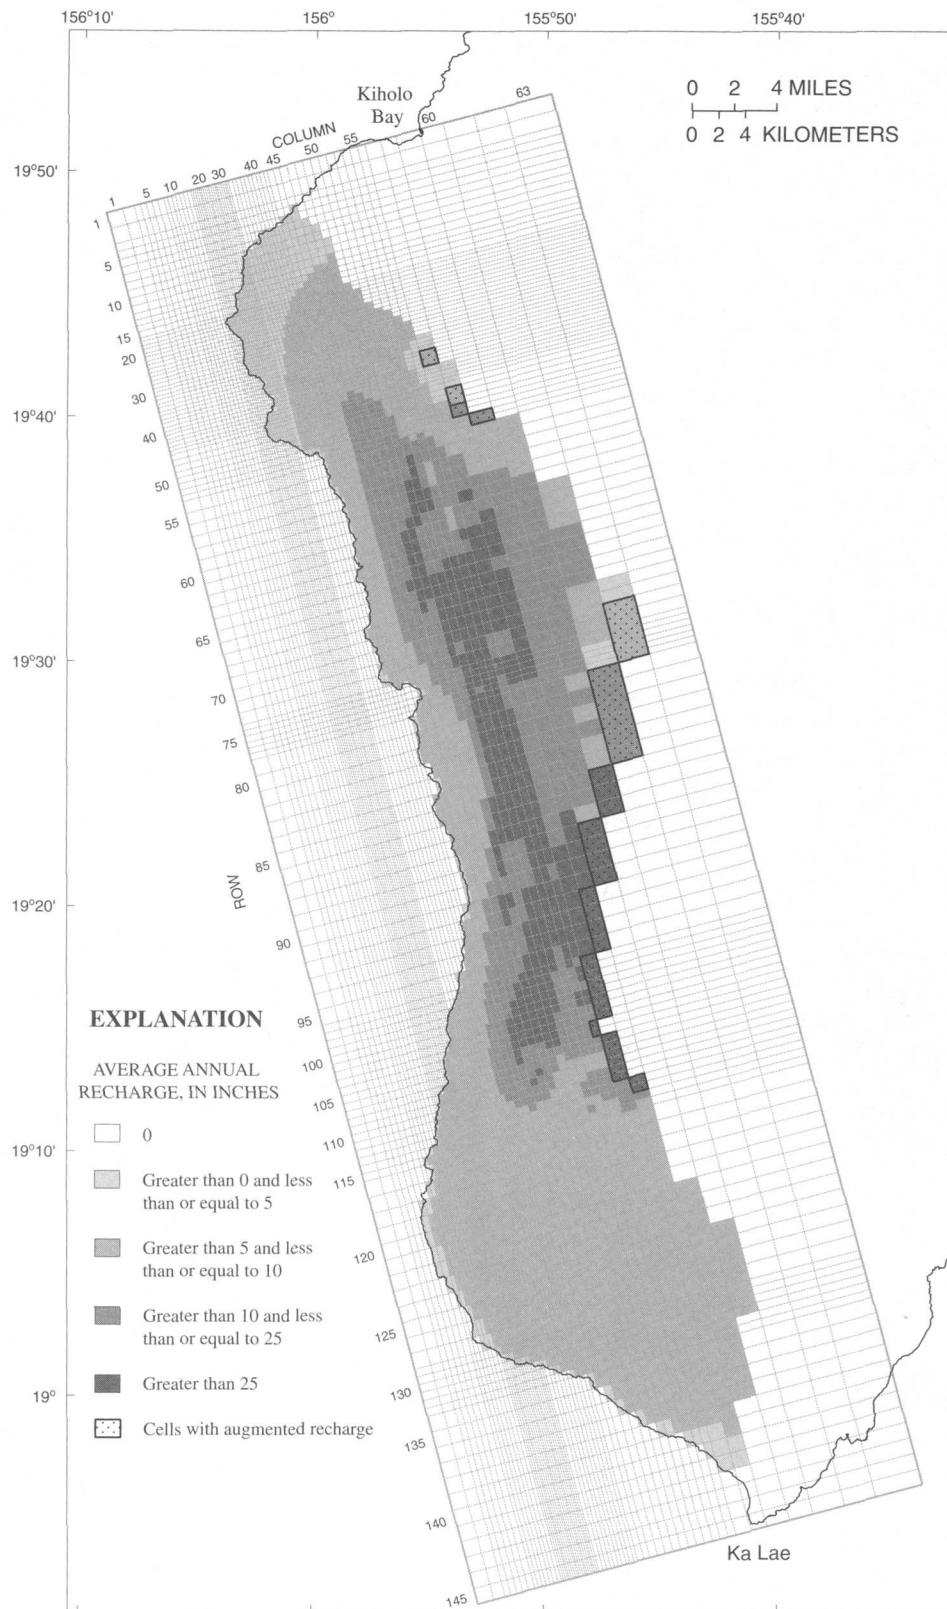 156°10'
156°
155°50'
155°40'
Kiholo
Bay
0 2 4 MILES
0 2 4 KILOMETERS
COLUMN
1 5 10 20 30 40 45 50 55 60 63
19°50'
19°40'
19°30'
19°20'
19°10'
19°
ROW
1
5
10
15
20
30
40
50
55
60
65
70
75
80
85
90
95
100
105
110
115
120
125
130
135
140
145
EXPLANATION
AVERAGE ANNUAL
RECHARGE, IN INCHES
0
Greater than 0 and less
than or equal to 5
Greater than 5 and less
than or equal to 10
Greater than 10 and less
than or equal to 25
Greater than 25
Cells with augmented recharge
Ka Lae